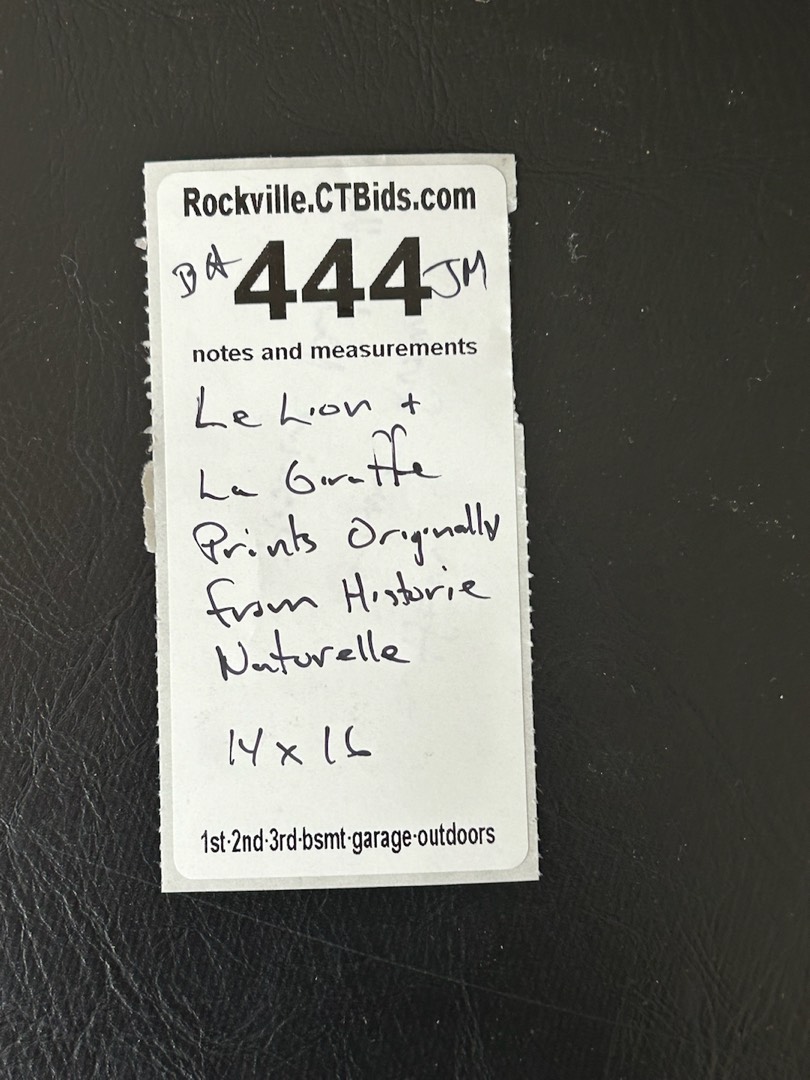 Rockville.CTBids.com
BA 444 JM
notes and measurements
Le Lion +
La Giraffe
Prints Originally
from Historie
Naturelle
14 x 16
1st·2nd·3rd·bsmt·garage·outdoors